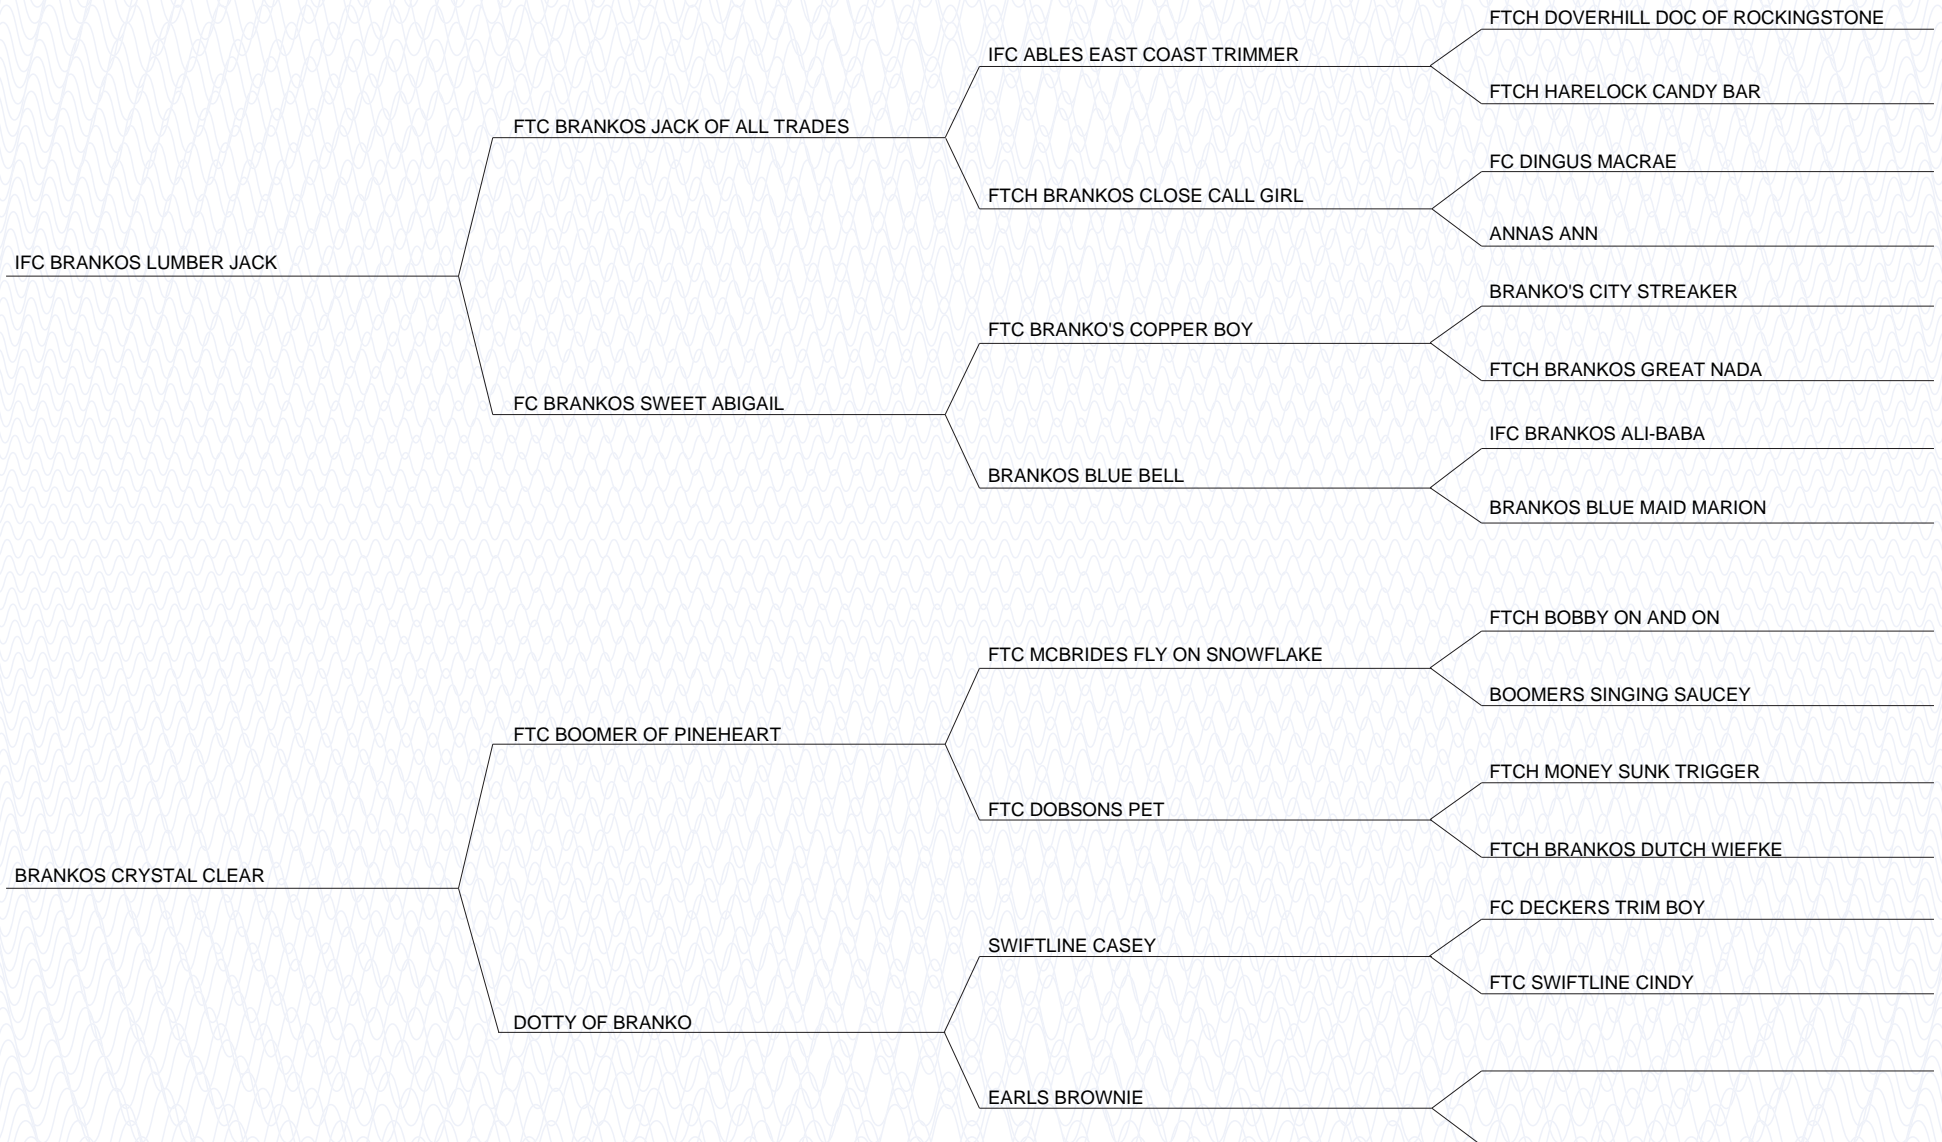 FTCH DOVERHILL DOC OF ROCKINGSTONE
IFC ABLES EAST COAST TRIMMER
FTCH HARELOCK CANDY BAR
FTC BRANKOS JACK OF ALL TRADES
FC DINGUS MACRAE
FTCH BRANKOS CLOSE CALL GIRL
ANNAS ANN
IFC BRANKOS LUMBER JACK
BRANKO'S CITY STREAKER
FTC BRANKO'S COPPER BOY
FTCH BRANKOS GREAT NADA
FC BRANKOS SWEET ABIGAIL
IFC BRANKOS ALI-BABA
BRANKOS BLUE BELL
BRANKOS BLUE MAID MARION
FTCH BOBBY ON AND ON
FTC MCBRIDES FLY ON SNOWFLAKE
BOOMERS SINGING SAUCEY
FTC BOOMER OF PINEHEART
FTCH MONEY SUNK TRIGGER
FTC DOBSONS PET
FTCH BRANKOS DUTCH WIEFKE
BRANKOS CRYSTAL CLEAR
FC DECKERS TRIM BOY
SWIFTLINE CASEY
FTC SWIFTLINE CINDY
DOTTY OF BRANKO
EARLS BROWNIE